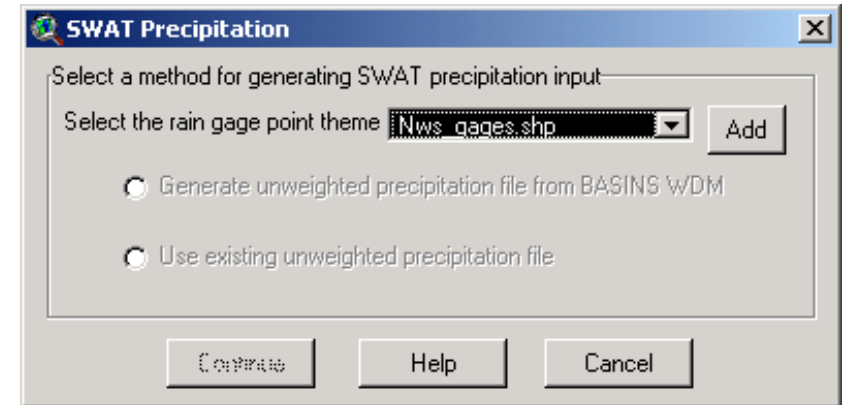 SWAT Precipitation
Select a method for generating SWAT precipitation input
Select the rain gage point theme Nws_gages.shp Add
Generate unweighted precipitation file from BASINS WDM
Use existing unweighted precipitation file
Continue Help Cancel